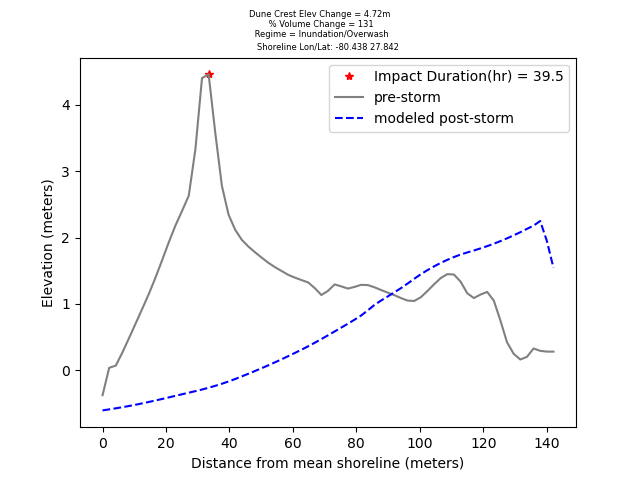 Dune Crest Elev Change = 4.72m
% Volume Change = 131
Regime = Inundation/Overwash
Shoreline Lon/Lat: -80.438 27.842
Impact Duration(hr) = 39.5
pre-storm
modeled post-storm
Elevation (meters)
4
3
2
1
0
0 20 40 60 80 100 120 140
Distance from mean shoreline (meters)